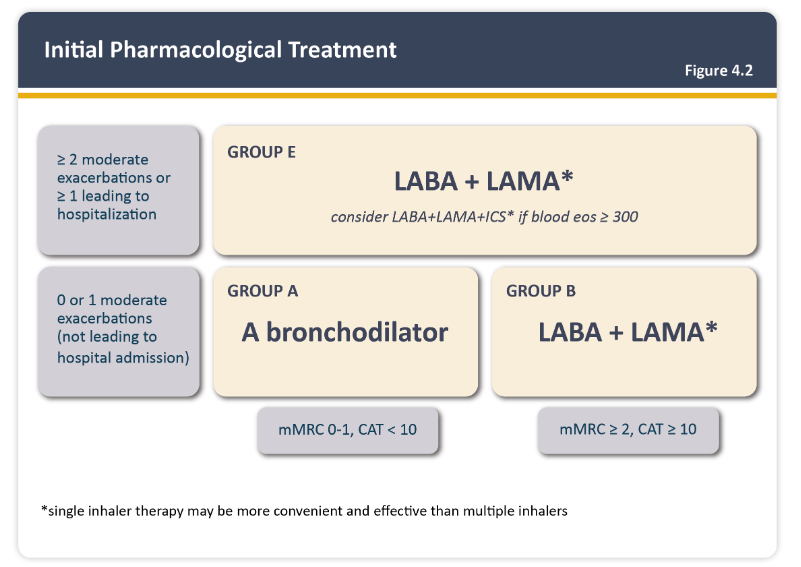 Initial Pharmacological Treatment
Figure 4.2
≥ 2 moderate
exacerbations or
≥ 1 leading to
hospitalization
GROUP E
LABA + LAMA*
consider LABA+LAMA+ICS* if blood eos ≥ 300
0 or 1 moderate
exacerbations
(not leading to
hospital admission)
GROUP A
A bronchodilator
GROUP B
LABA + LAMA*
mMRC 0-1, CAT < 10
mMRC ≥ 2, CAT ≥ 10
*single inhaler therapy may be more convenient and effective than multiple inhalers